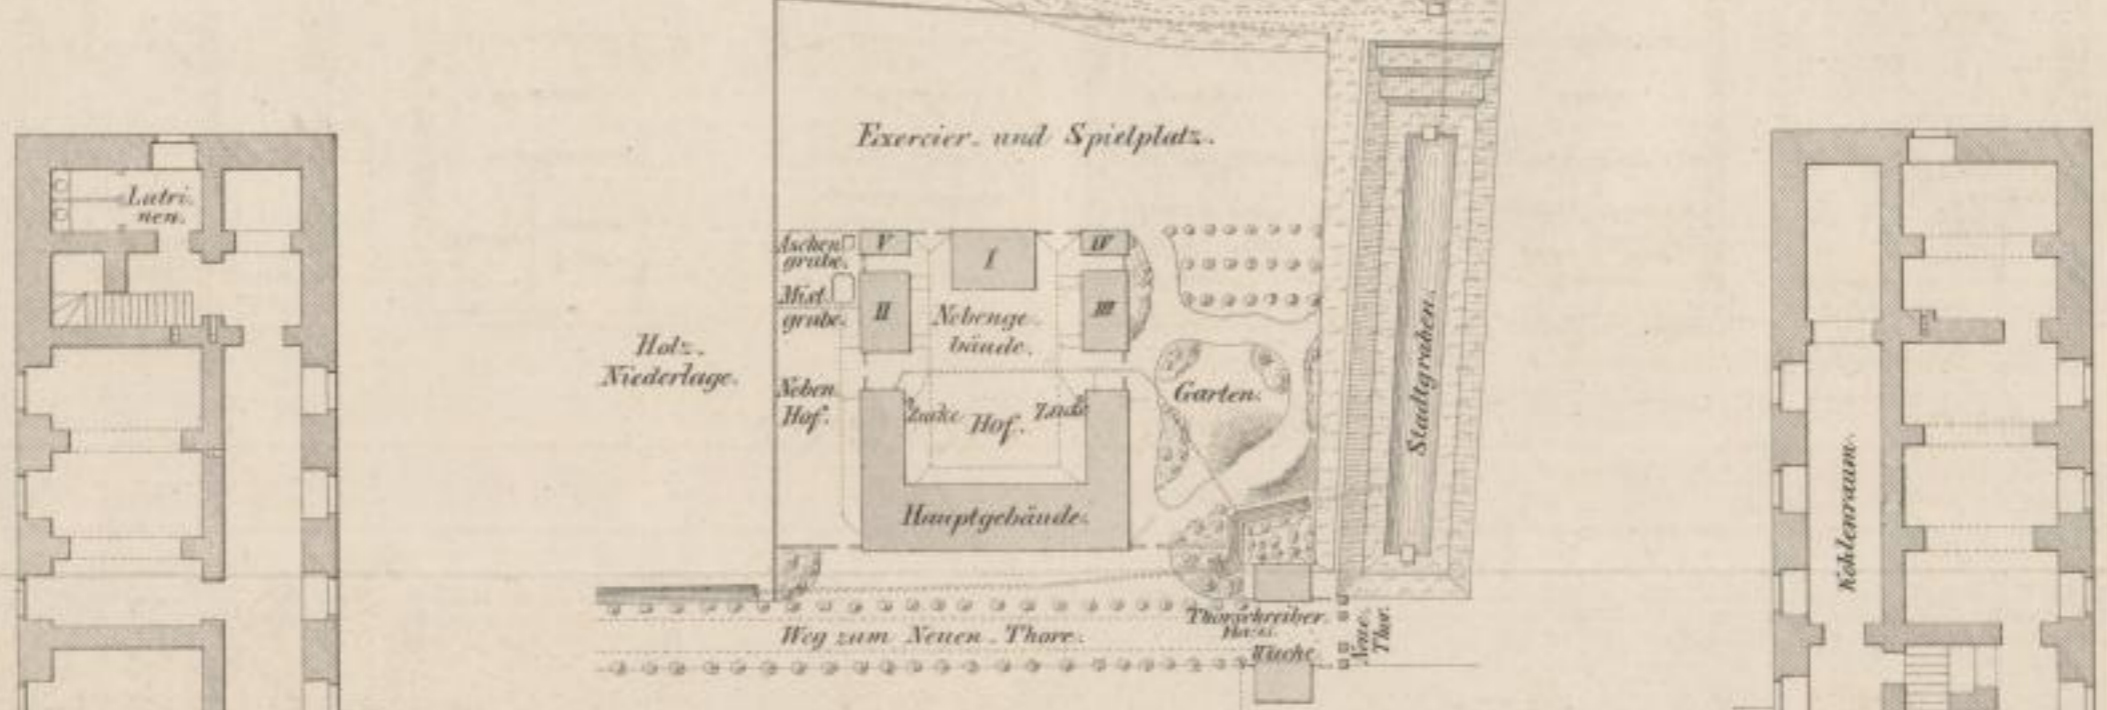 Exercier- und Spielplatz.
Latri-
nen.
Aschen
grube.
V
I
IV
Mist-
grube.
II
III
Nebenge-
bäude.
Holz-
Niederlage.
Neben
Hof.
Hof.
Garten.
Stadtgraben.
Hauptgebäude.
Kohlenraum.
Weg zum Neuen-Thore.
Thorschreiber
Haus.
Neue
Thor.
Wache.